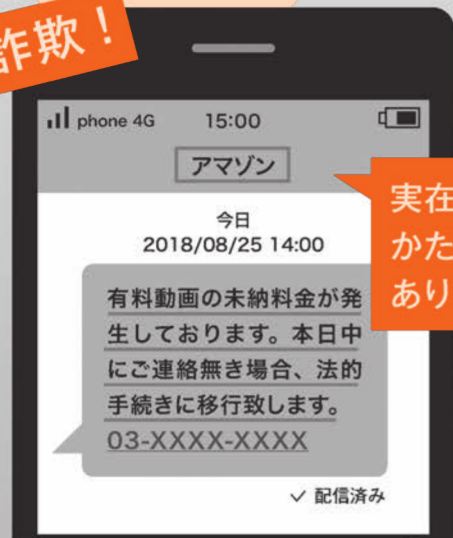 詐欺！
phone 4G 15:00
アマゾン
実在
かた
あり
今日
2018/08/25 14:00
有料動画の未納料金が発
生しております。本日中
にご連絡無き場合、法的
手続きに移行致します。
03-XXXX-XXXX
✓ 配信済み